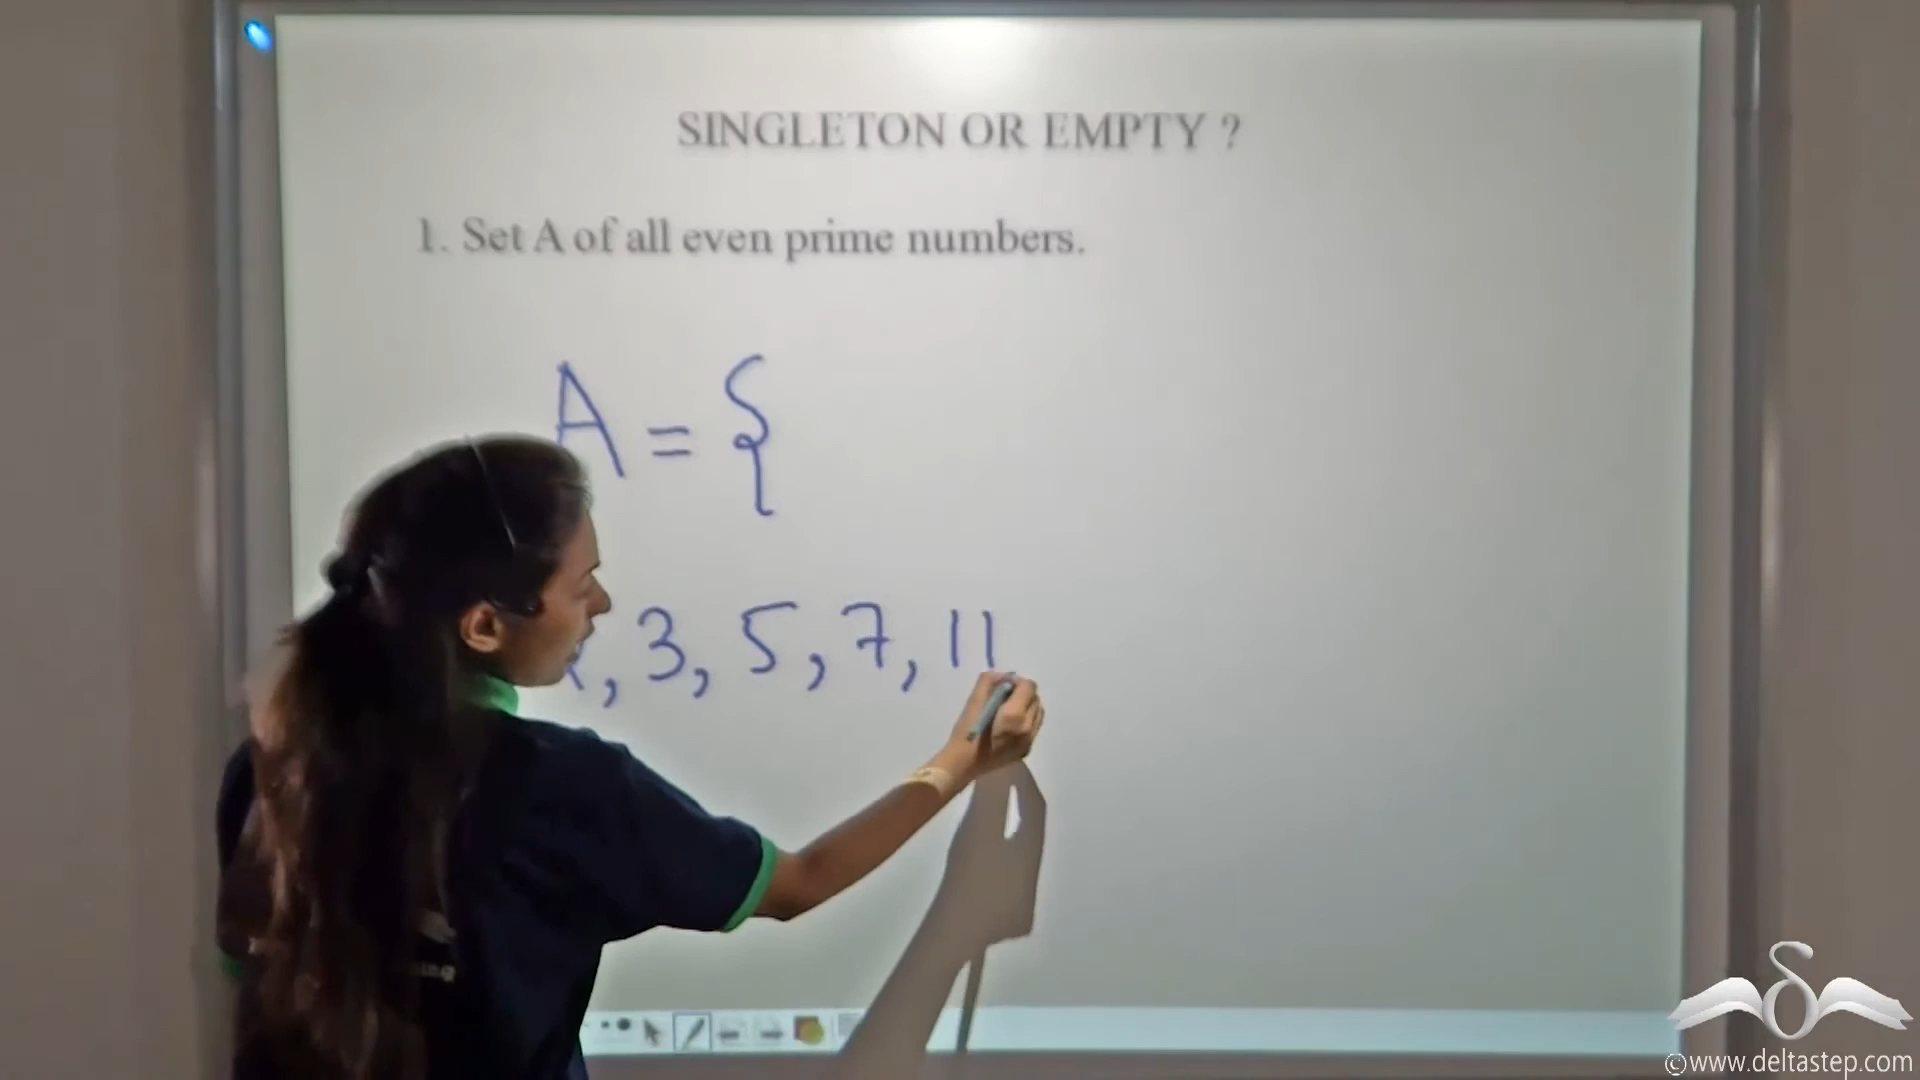 SINGLETON OR EMPTY ?
1. Set A of all even prime numbers.
A = {
, 3, 5, 7, 11
©www.deltastep.com